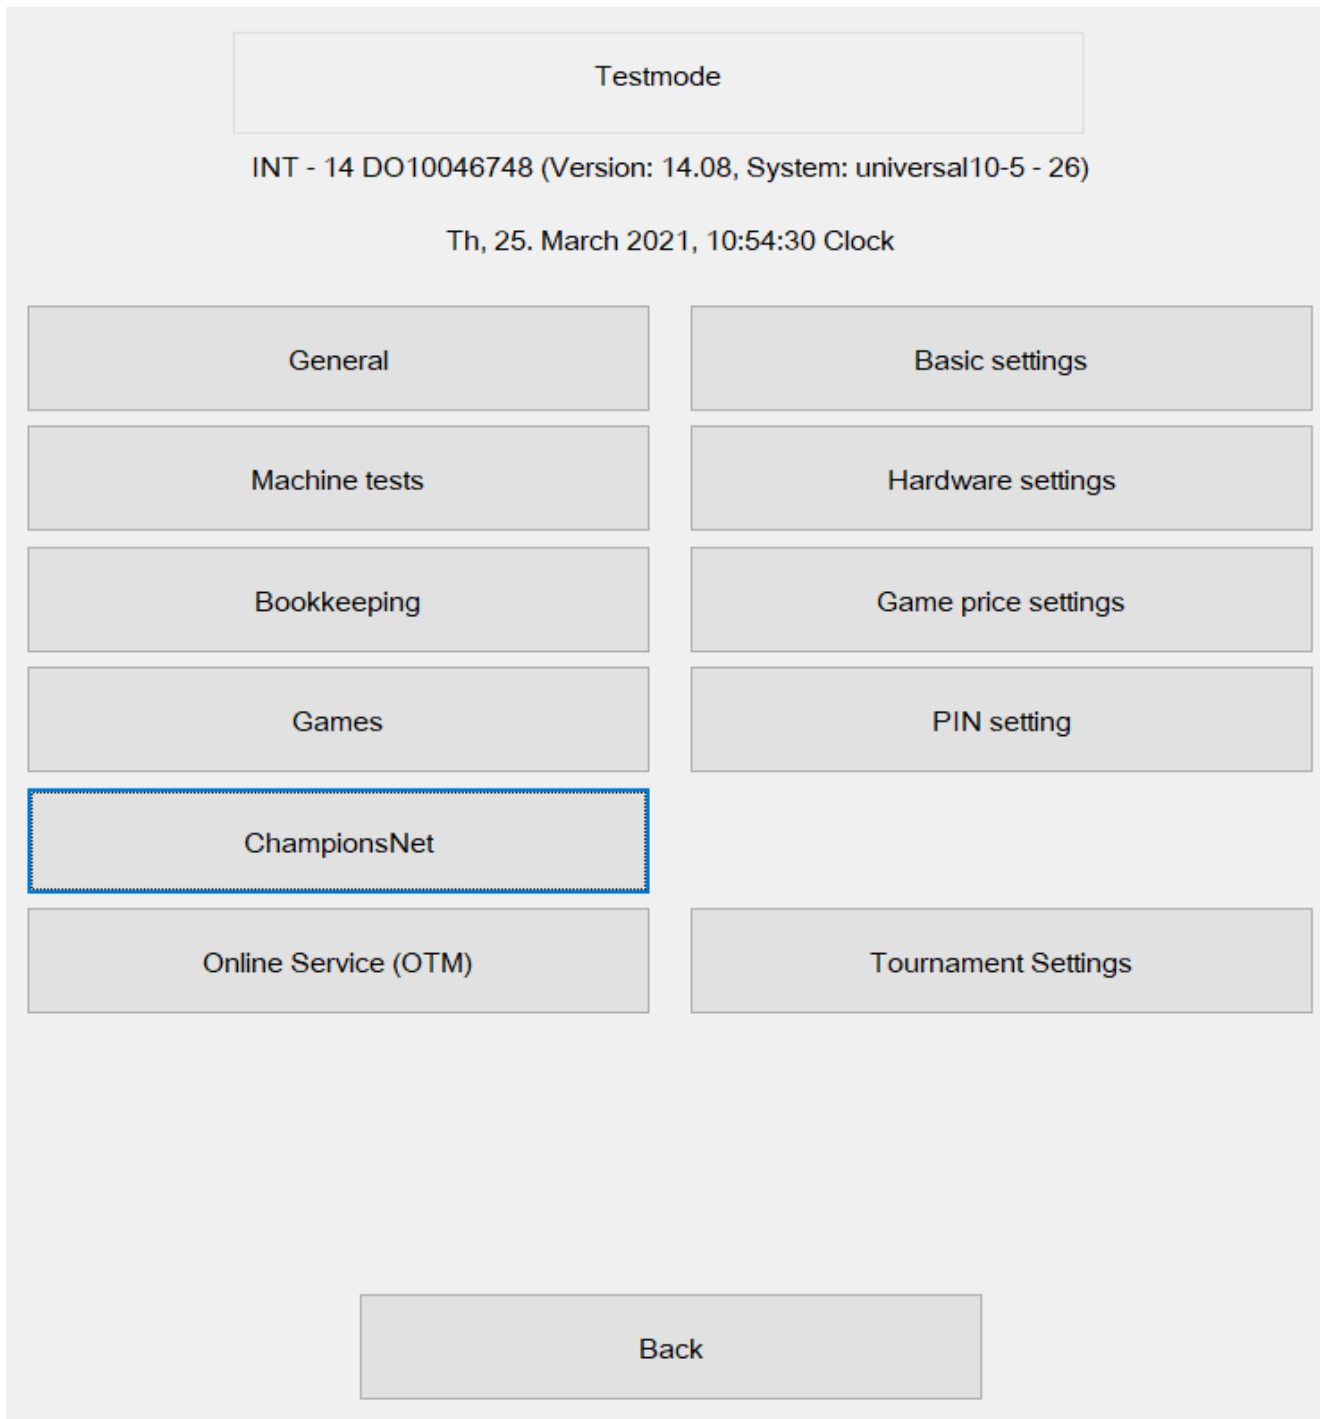 Testmode
INT - 14 DO10046748 (Version: 14.08, System: universal10-5 - 26)
Th, 25. March 2021, 10:54:30 Clock
General
Basic settings
Machine tests
Hardware settings
Bookkeeping
Game price settings
Games
PIN setting
ChampionsNet
Online Service (OTM)
Tournament Settings
Back